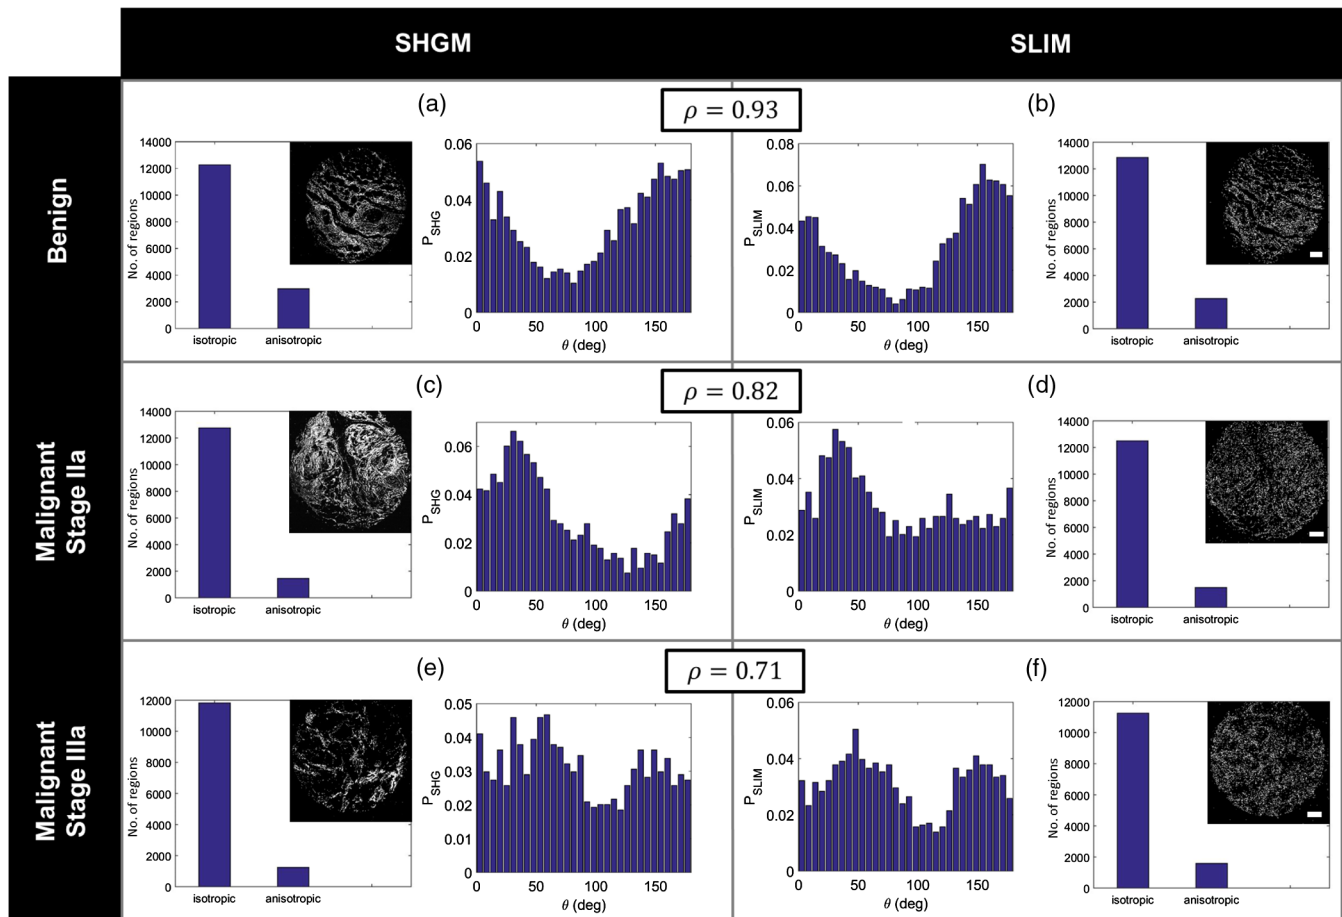 SHGM
SLIM
Benign
(a)
ρ = 0.93
(b)
14000
12000
10000
8000
6000
4000
2000
0
No. of regions
isotropic
anisotropic
0.06
0.04
0.02
0
P_SHG
0
50
100
150
θ (deg)
0.08
0.06
0.04
0.02
0
P_SLIM
0
50
100
150
θ (deg)
14000
12000
10000
8000
6000
4000
2000
0
No. of regions
isotropic
anisotropic
Malignant
Stage IIa
(c)
ρ = 0.82
(d)
14000
12000
10000
8000
6000
4000
2000
0
No. of regions
isotropic
anisotropic
0.06
0.04
0.02
0
P_SHG
0
50
100
150
θ (deg)
0.06
0.04
0.02
0
P_SLIM
0
50
100
150
θ (deg)
14000
12000
10000
8000
6000
4000
2000
0
No. of regions
isotropic
anisotropic
Malignant
Stage IIIa
(e)
ρ = 0.71
(f)
12000
10000
8000
6000
4000
2000
0
No. of regions
isotropic
anisotropic
0.05
0.04
0.03
0.02
0.01
0
P_SHG
0
50
100
150
θ (deg)
0.06
0.04
0.02
0
P_SLIM
0
50
100
150
θ (deg)
12000
10000
8000
6000
4000
2000
0
No. of regions
isotropic
anisotropic